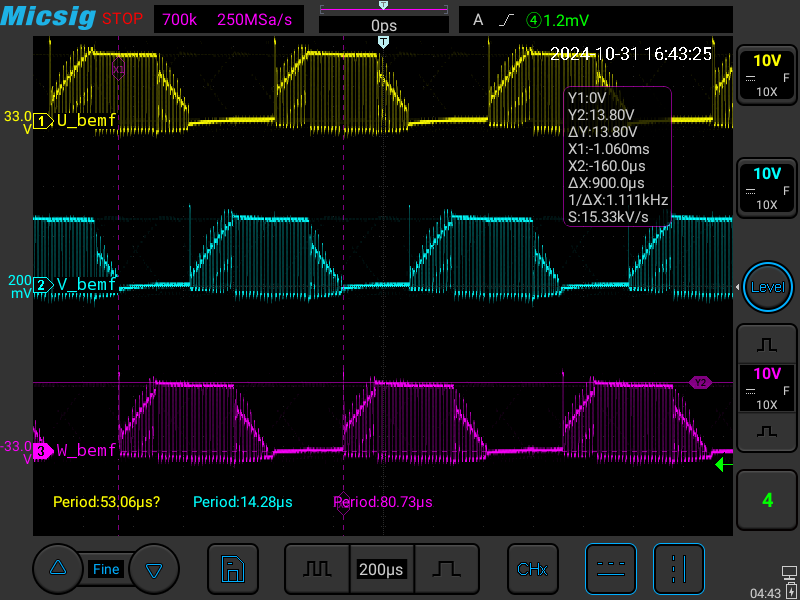 Micsig STOP 700k 250MSa/s 0ps A ④1.2mV
T
2024-10-31 16:43:25
10V
F
10X
X1
33.0
V
1 U_bemf
Y1:0V
Y2:13.80V
ΔY:13.80V
X1:-1.060ms
X2:-160.0µs
ΔX:900.0µs
1/ΔX:1.111kHz
S:15.33kV/s
10V
F
10X
200
mV
2 V_bemf
Level
10V
F
10X
Y2
-33.0
V
3 W_bemf
Period:53.06µs? Period:14.28µs Period:80.73µs
4
Fine 200µs CHx
04:43